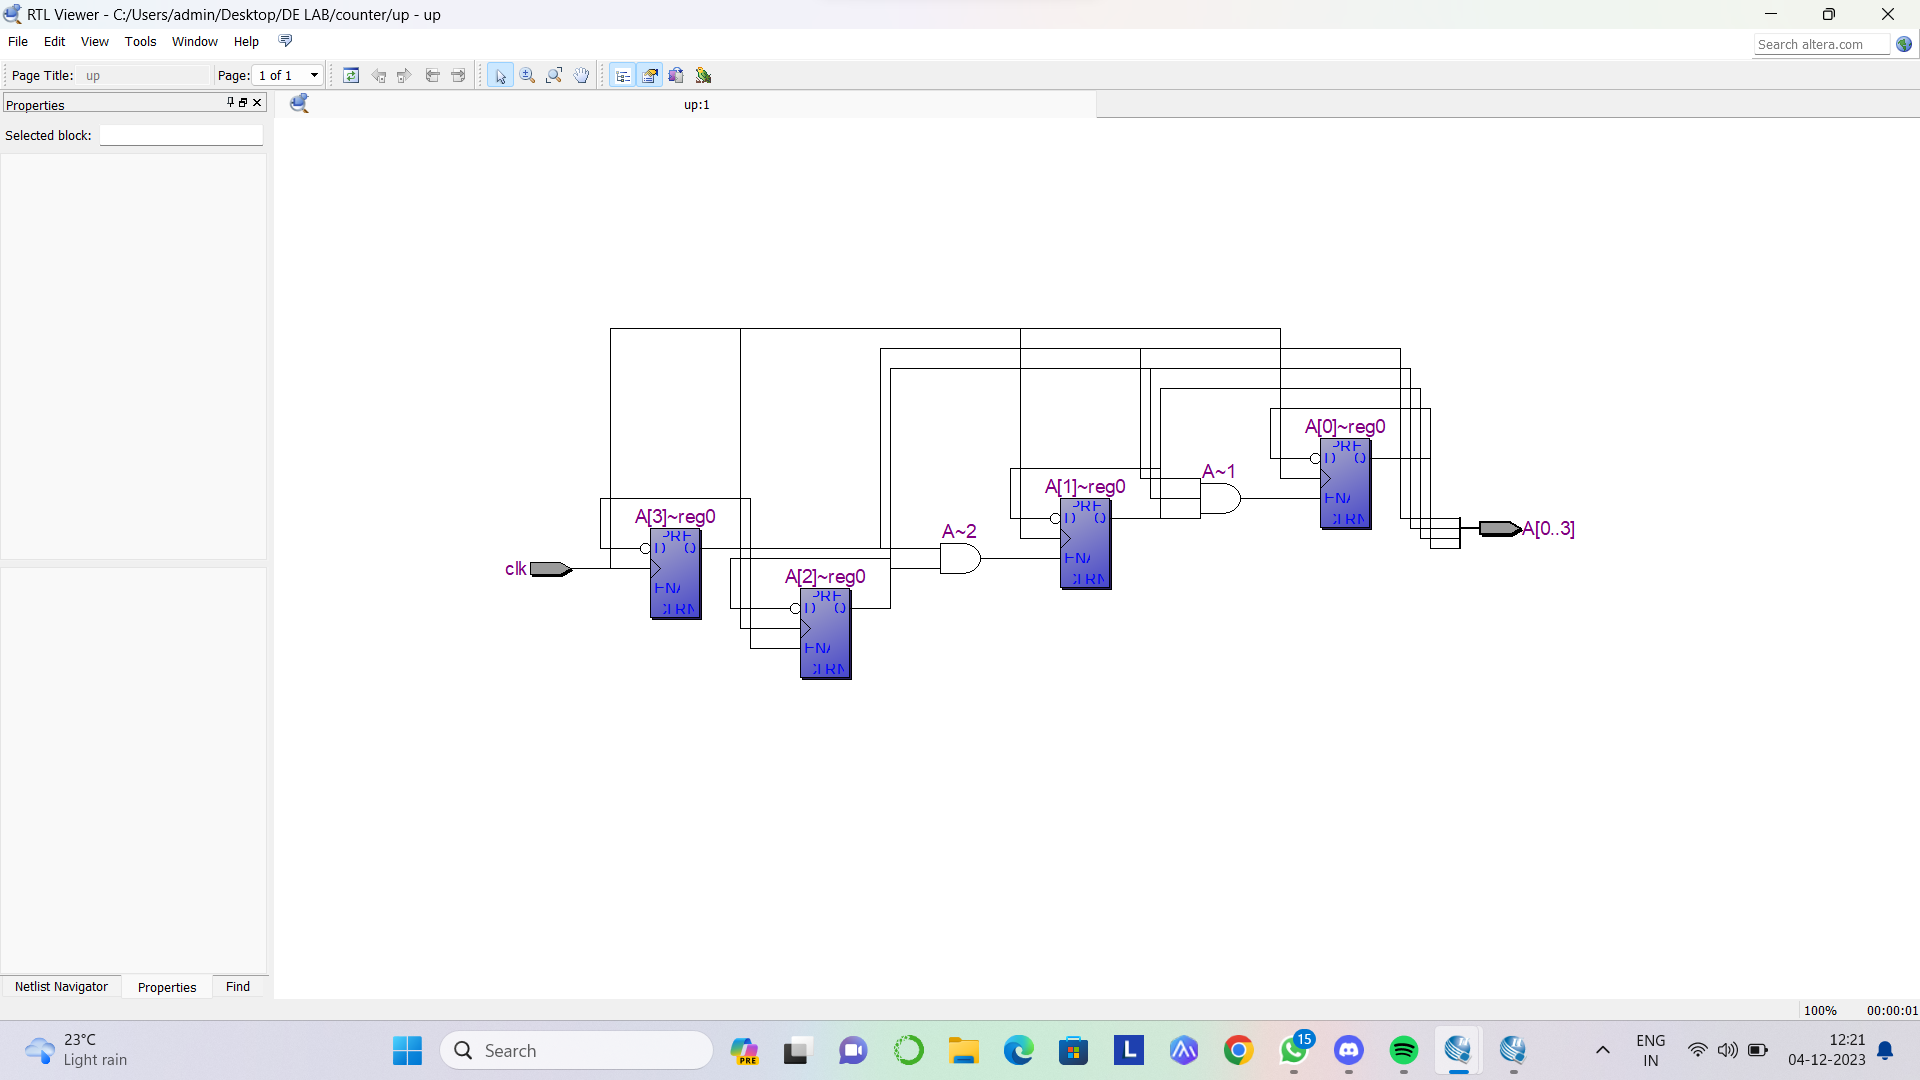 RTL Viewer - C:/Users/admin/Desktop/DE LAB/counter/up - up
File Edit View Tools Window Help
Search altera.com
Page Title: up Page: 1 of 1
Properties
up:1
Selected block:
A[0]~reg0
PRE
D Q
ENA
CLRN
A~1
A[1]~reg0
PRE
D Q
ENA
CLRN
A[3]~reg0
PRE
D Q
ENA
CLRN
A~2
A[0..3]
clk
A[2]~reg0
PRE
D Q
ENA
CLRN
Netlist Navigator Properties Find
100% 00:00:01
23°C
Light rain
Search
PRE
L
15
ENG
IN
12:21
04-12-2023